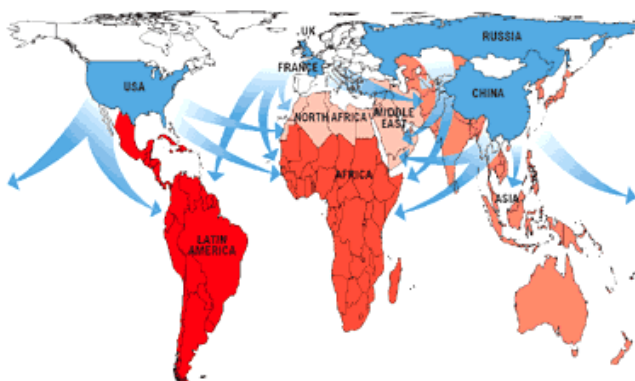 UK
RUSSIA
FRANCE
USA
CHINA
NORTH AFRICA
MIDDLE
EAST
AFRICA
ASIA
LATIN
AMERICA